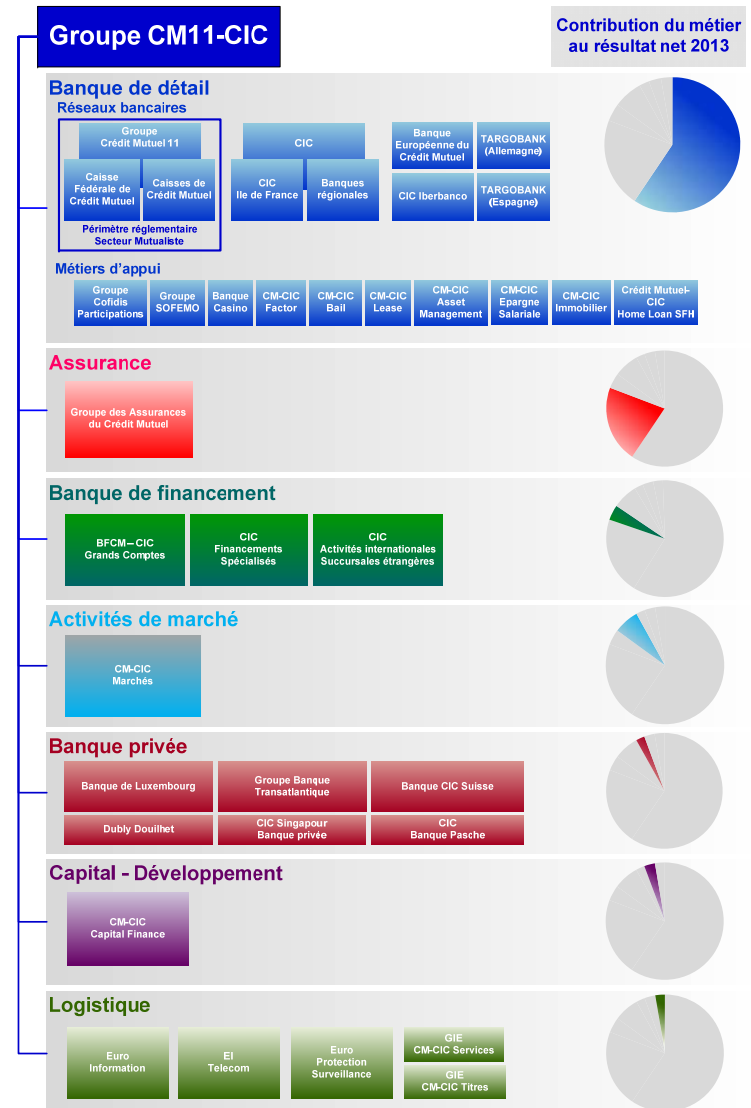 Groupe CM11-CIC
Contribution du métier
au résultat net 2013
Banque de détail
Réseaux bancaires
Groupe
Crédit Mutuel 11
Caisse
Fédérale de
Crédit Mutuel
Caisses de
Crédit Mutuel
Périmètre réglementaire
Secteur Mutualiste
CIC
CIC
Ile de France
Banques
régionales
Banque
Européenne du
Crédit Mutuel
TARGOBANK
(Allemagne)
CIC Iberbanco
TARGOBANK
(Espagne)
Métiers d'appui
Groupe
Cofidis
Participations
Groupe
SOFEMO
Banque
Casino
CM-CIC
Factor
CM-CIC
Bail
CM-CIC
Lease
CM-CIC
Asset
Management
CM-CIC
Epargne
Salariale
CM-CIC
Immobilier
Crédit Mutuel-
CIC
Home Loan SFH
Assurance
Groupe des Assurances
du Crédit Mutuel
Banque de financement
BFCM – CIC
Grands Comptes
CIC
Financements
Spécialisés
CIC
Activités internationales
Succursales étrangères
Activités de marché
CM-CIC
Marchés
Banque privée
Banque de Luxembourg
Groupe Banque
Transatlantique
Banque CIC Suisse
Dubly Douilhet
CIC Singapour
Banque privée
CIC
Banque Pasche
Capital - Développement
CM-CIC
Capital Finance
Logistique
Euro
Information
EI
Telecom
Euro
Protection
Surveillance
GIE
CM-CIC Services
GIE
CM-CIC Titres